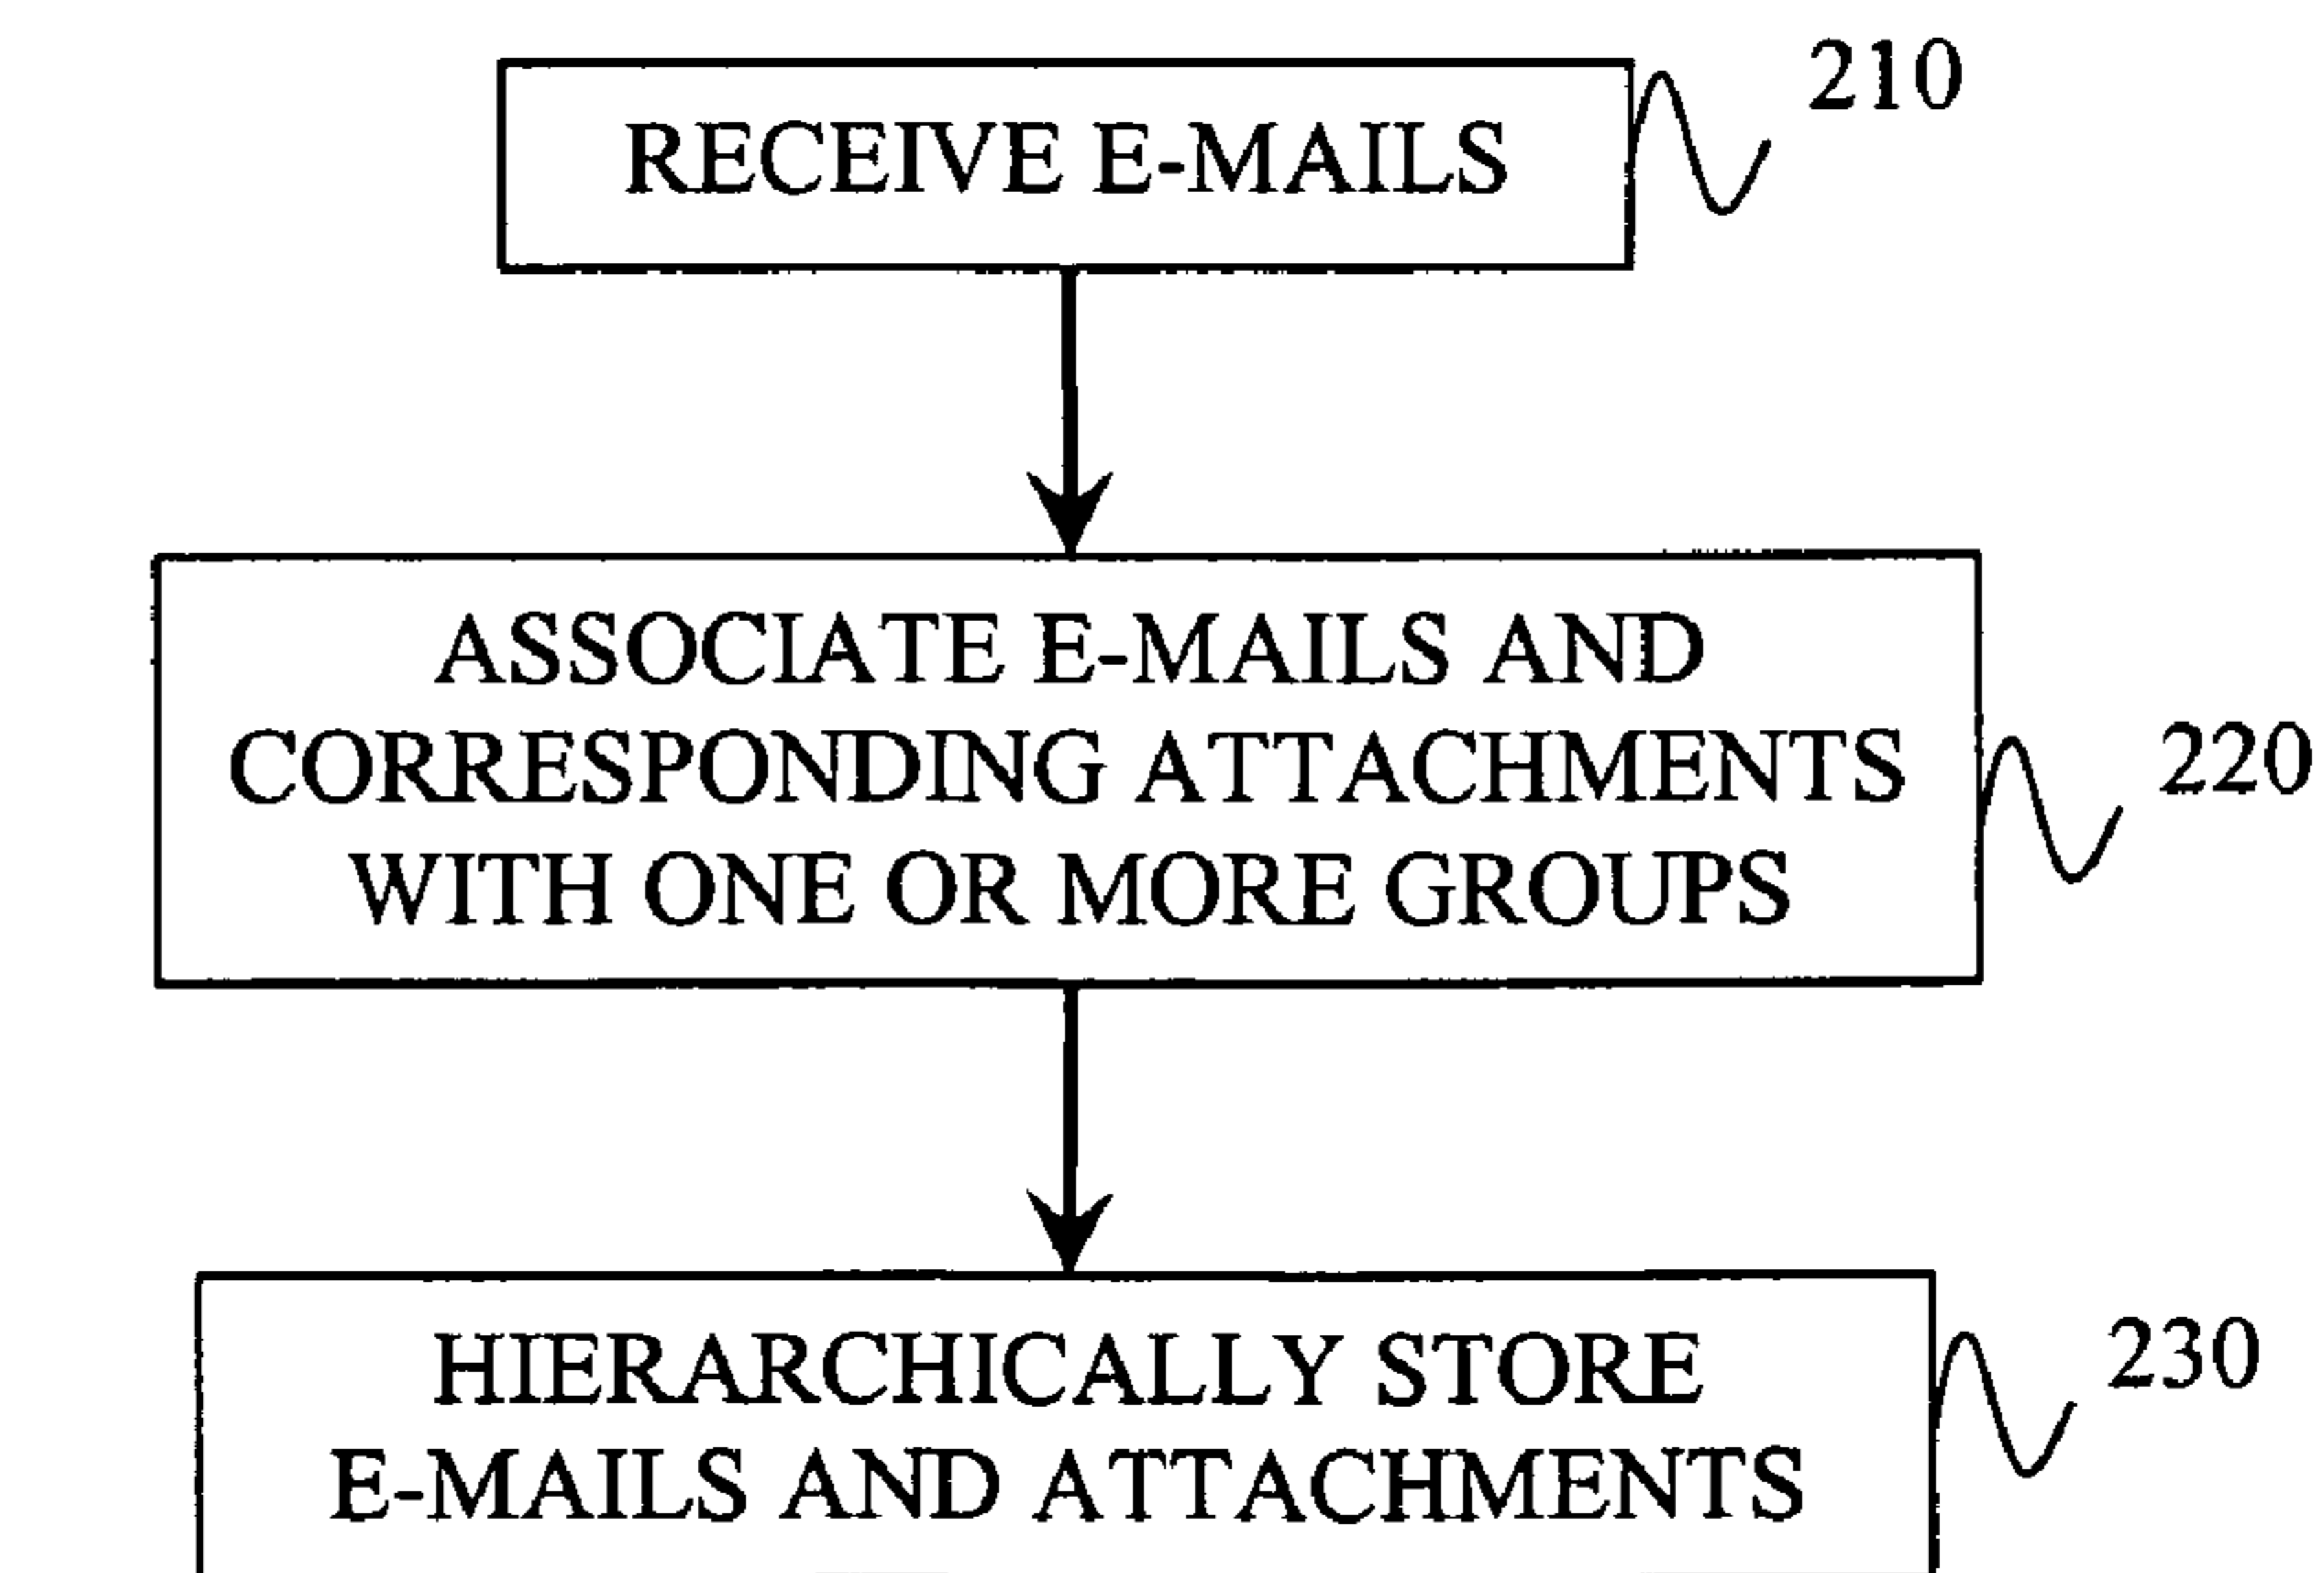 210
RECEIVE E-MAILS
ASSOCIATE E-MAILS AND
CORRESPONDING ATTACHMENTS
WITH ONE OR MORE GROUPS
220
HIERARCHICALLY STORE
E-MAILS AND ATTACHMENTS
230